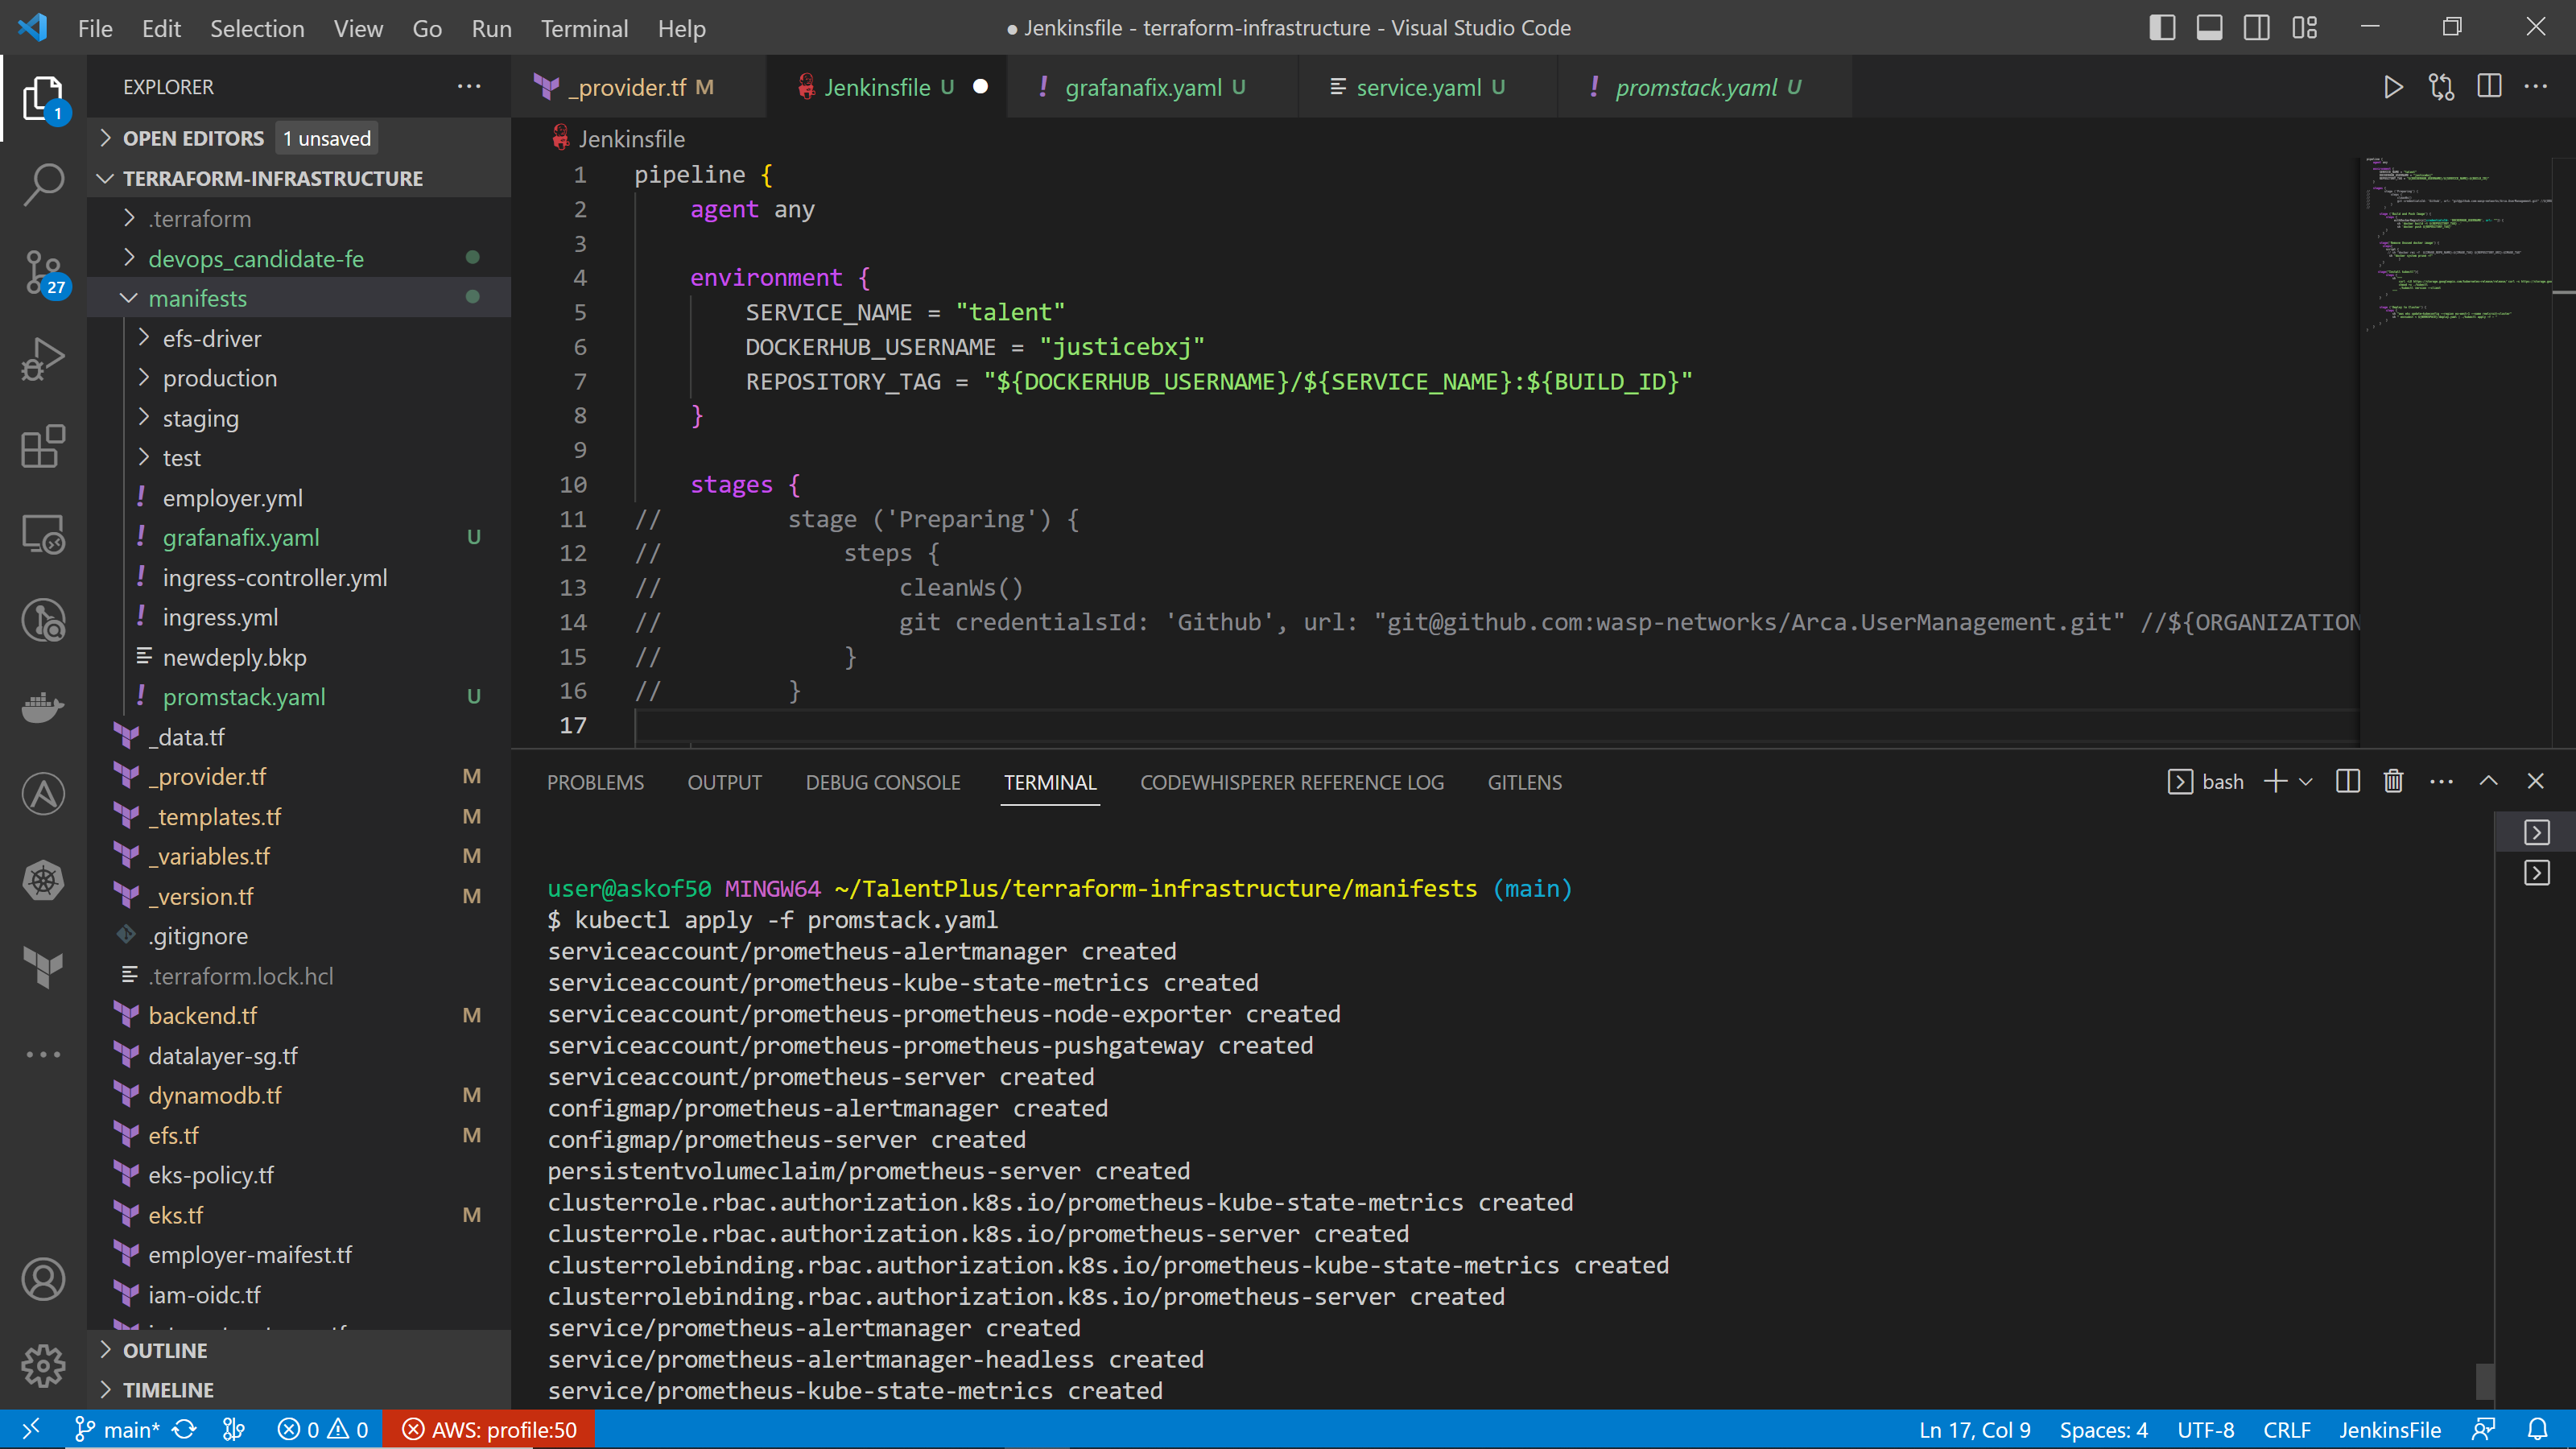 File Edit Selection View Go Run Terminal Help
● Jenkinsfile - terraform-infrastructure - Visual Studio Code
EXPLORER
OPEN EDITORS 1 unsaved
TERRAFORM-INFRASTRUCTURE
.terraform
devops_candidate-fe
manifests
efs-driver
production
staging
test
employer.yml
grafanafix.yaml U
ingress-controller.yml
ingress.yml
newdeply.bkp
promstack.yaml U
_data.tf
_provider.tf M
_templates.tf M
_variables.tf M
_version.tf M
.gitignore
.terraform.lock.hcl
backend.tf M
datalayer-sg.tf
dynamodb.tf M
efs.tf M
eks-policy.tf
eks.tf M
employer-maifest.tf
iam-oidc.tf
OUTLINE
TIMELINE
1
27
_provider.tf M Jenkinsfile U grafanafix.yaml U service.yaml U promstack.yaml U
Jenkinsfile
1 pipeline {
2 agent any
3
4 environment {
5 SERVICE_NAME = "talent"
6 DOCKERHUB_USERNAME = "justicebxj"
7 REPOSITORY_TAG = "${DOCKERHUB_USERNAME}/${SERVICE_NAME}:${BUILD_ID}"
8 }
9
10 stages {
11 // stage ('Preparing') {
12 // steps {
13 // cleanWs()
14 // git credentialsId: 'Github', url: "git@github.com:wasp-networks/Arca.UserManagement.git" //${ORGANIZATION
15 // }
16 // }
17
PROBLEMS OUTPUT DEBUG CONSOLE TERMINAL CODEWHISPERER REFERENCE LOG GITLENS
bash
user@askof50 MINGW64 ~/TalentPlus/terraform-infrastructure/manifests (main)
$ kubectl apply -f promstack.yaml
serviceaccount/prometheus-alertmanager created
serviceaccount/prometheus-kube-state-metrics created
serviceaccount/prometheus-prometheus-node-exporter created
serviceaccount/prometheus-prometheus-pushgateway created
serviceaccount/prometheus-server created
configmap/prometheus-alertmanager created
configmap/prometheus-server created
persistentvolumeclaim/prometheus-server created
clusterrole.rbac.authorization.k8s.io/prometheus-kube-state-metrics created
clusterrole.rbac.authorization.k8s.io/prometheus-server created
clusterrolebinding.rbac.authorization.k8s.io/prometheus-kube-state-metrics created
clusterrolebinding.rbac.authorization.k8s.io/prometheus-server created
service/prometheus-alertmanager created
service/prometheus-alertmanager-headless created
service/prometheus-kube-state-metrics created
main* 0 0 AWS: profile:50
Ln 17, Col 9 Spaces: 4 UTF-8 CRLF JenkinsFile